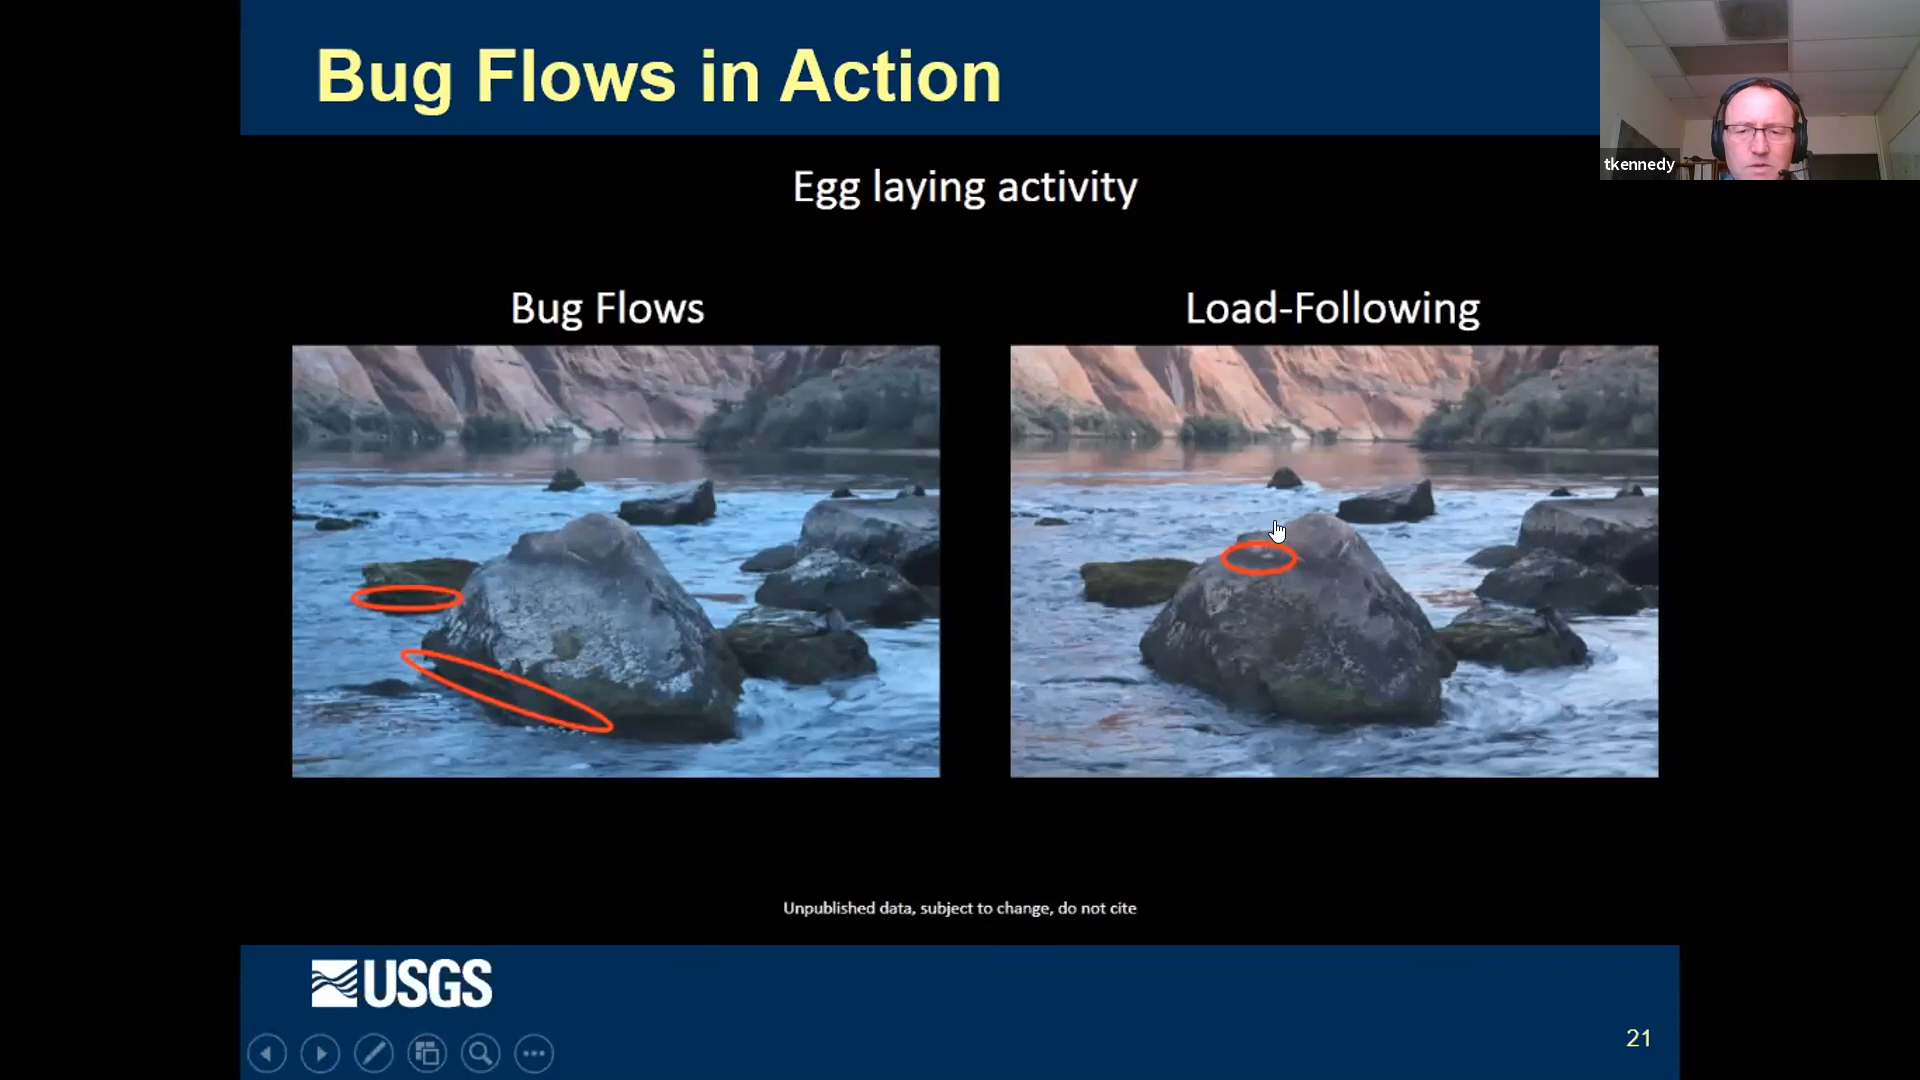 Bug Flows in Action
tkennedy
Egg laying activity
Bug Flows
Load-Following
Unpublished data, subject to change, do not cite
USGS
21